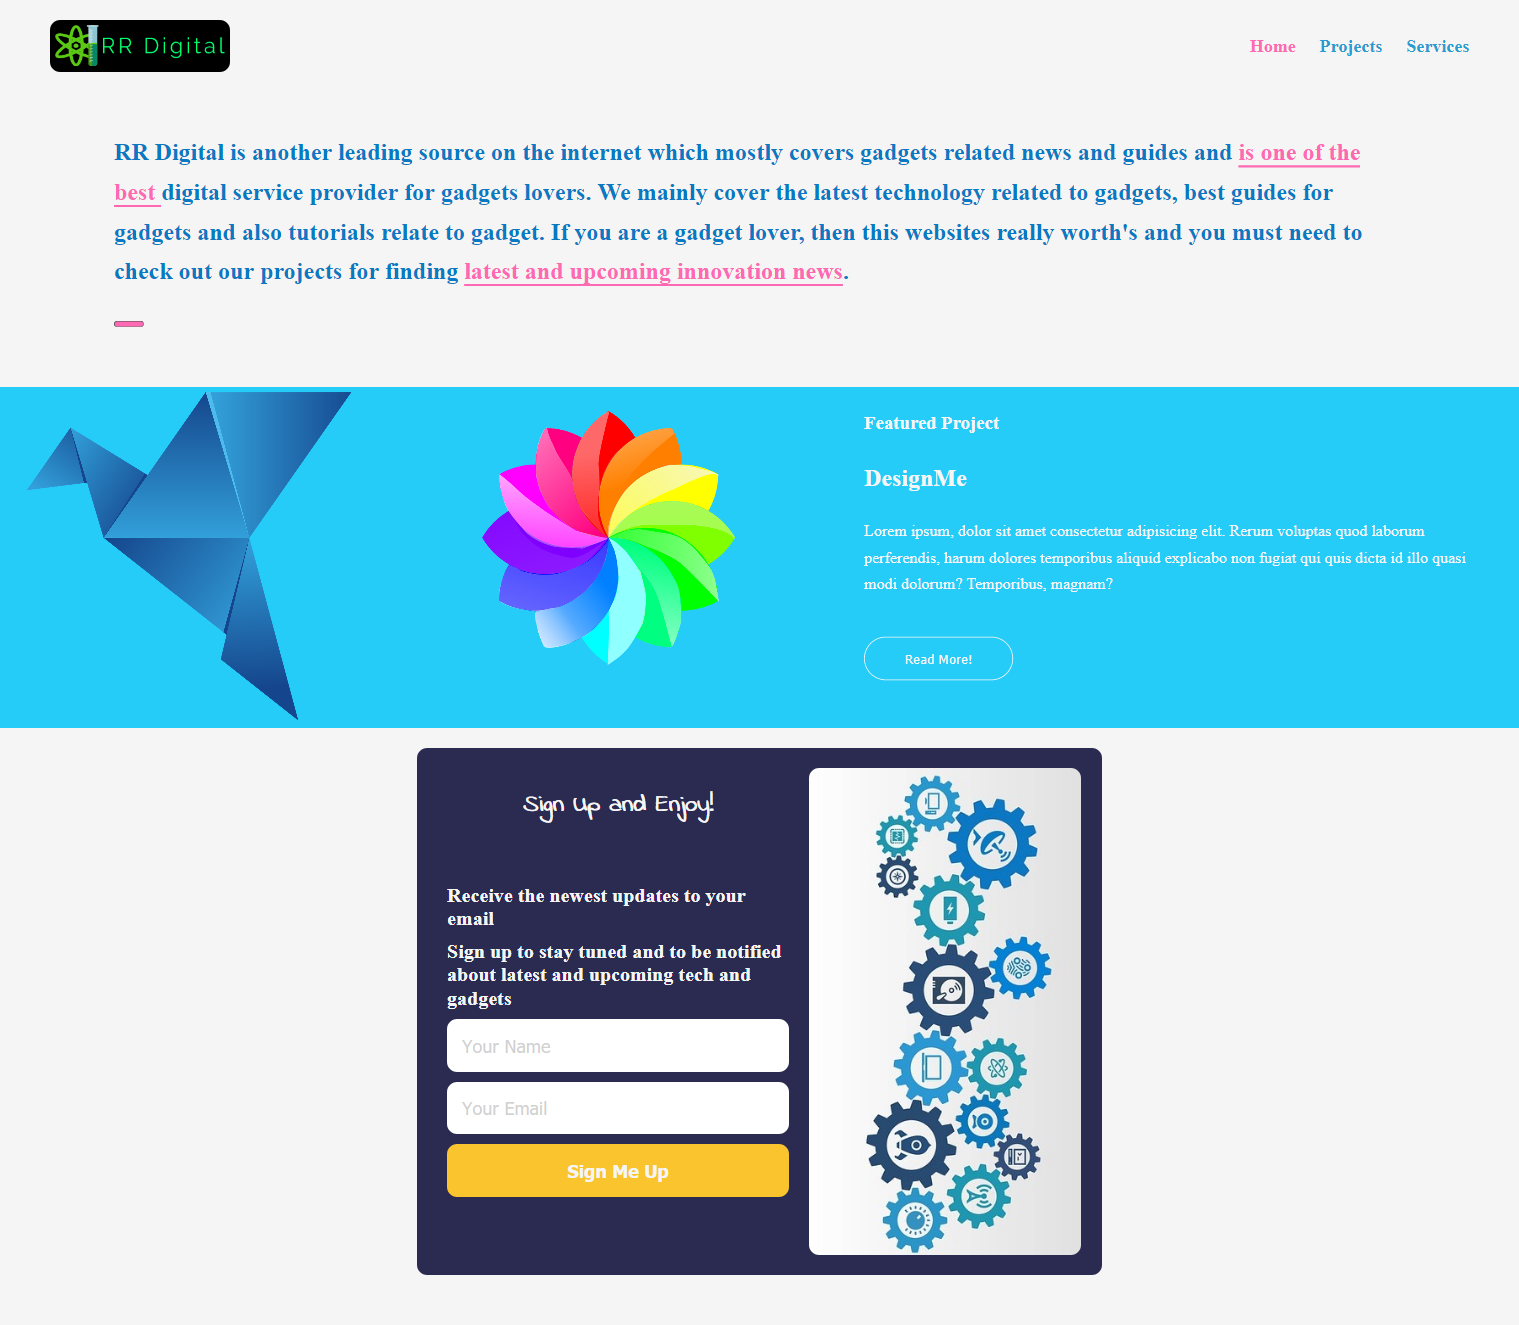 RR Digital
Home Projects Services
RR Digital is another leading source on the internet which mostly covers gadgets related news and guides and is one of the
best digital service provider for gadgets lovers. We mainly cover the latest technology related to gadgets, best guides for
gadgets and also tutorials relate to gadget. If you are a gadget lover, then this websites really worth's and you must need to
check out our projects for finding latest and upcoming innovation news.
Featured Project
DesignMe
Lorem ipsum, dolor sit amet consectetur adipisicing elit. Rerum voluptas quod laborum
perferendis, harum dolores temporibus aliquid explicabo non fugiat qui quis dicta id illo quasi
modi dolorum? Temporibus, magnam?
Read More!
Sign Up and Enjoy!
Receive the newest updates to your
email
Sign up to stay tuned and to be notified
about latest and upcoming tech and
gadgets
Your Name
Your Email
Sign Me Up